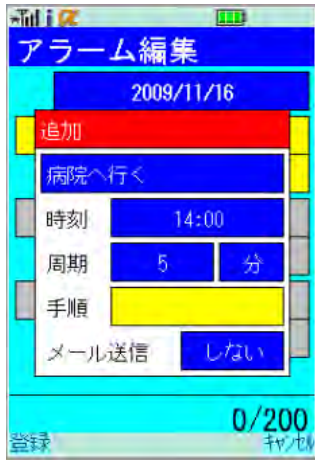 アラーム編集
2009/11/16
追加
病院へ行く
時刻 14:00
周期 5 分
手順
メール送信 しない
0/200
登録 キャンセル